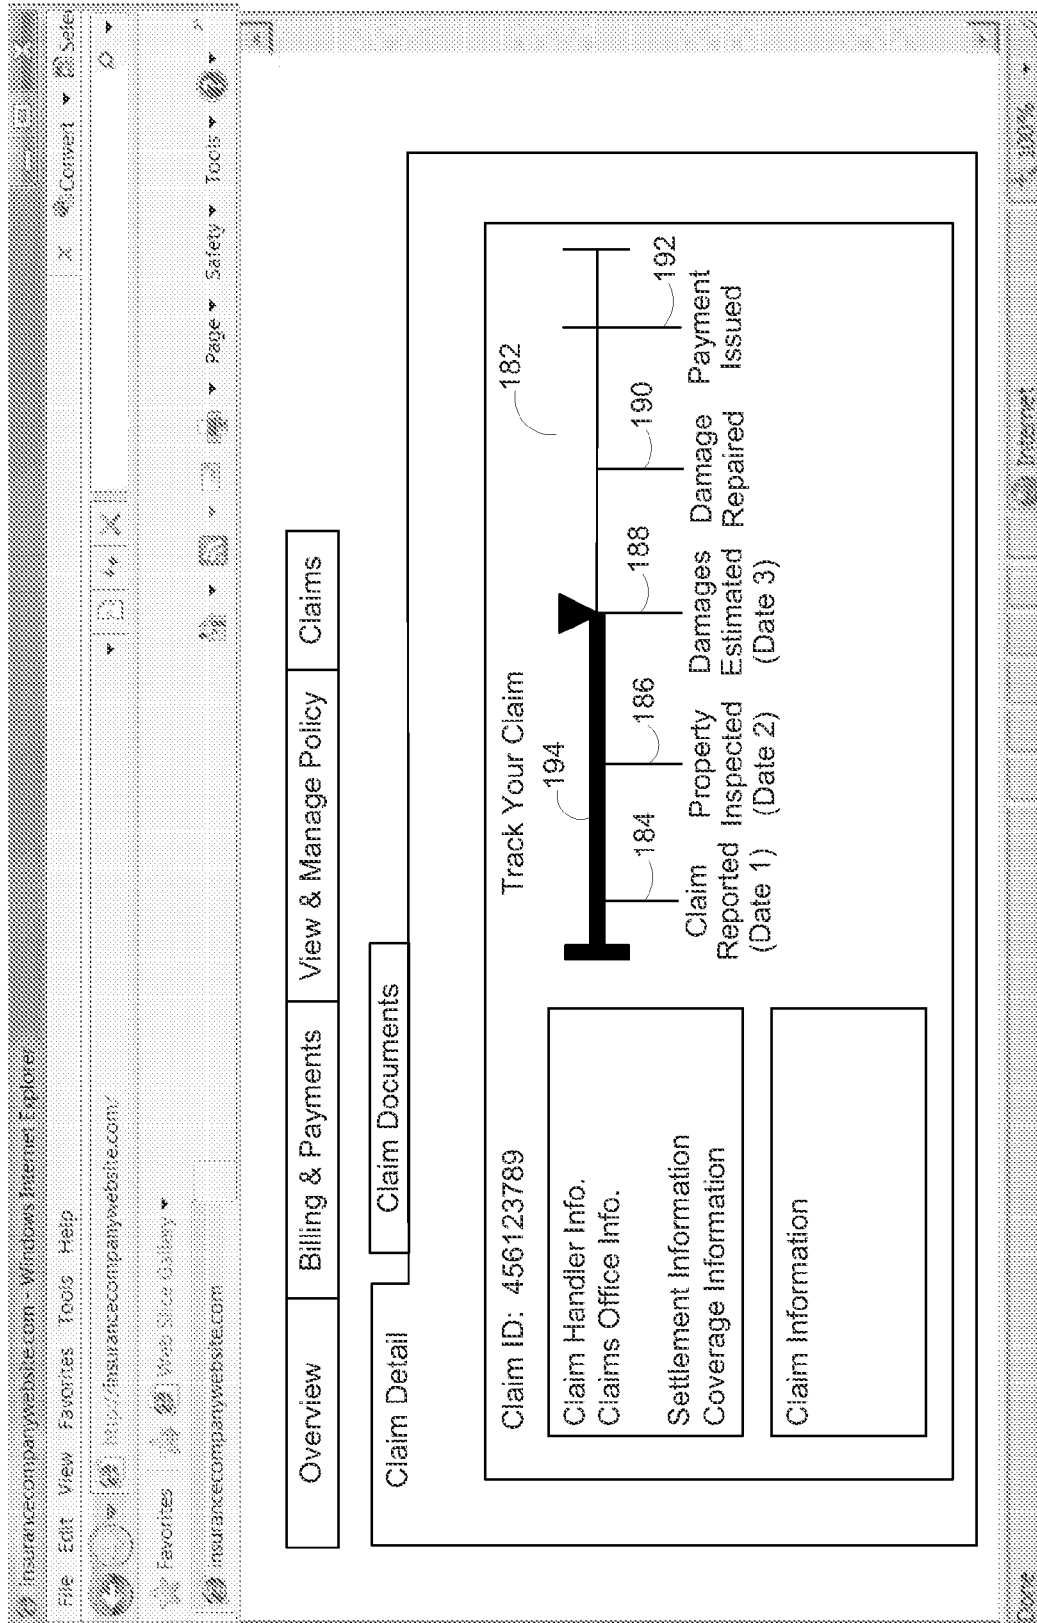 insurancecompanywebsite.com - Windows Internet Explorer
http://insurancecompanywebsite.com/
File Edit View Favorites Tools Help
X Convert Select
Favorites Web Slice Gallery
insurancecompanywebsite.com
Page Safety Tools
Overview
Billing & Payments
View & Manage Policy
Claims
Claim Detail
Claim Documents
Claim ID: 456123789
Claim Handler Info.
Claims Office Info.
Settlement Information
Coverage Information
Claim Information
Track Your Claim
182
194
184
186
188
190
192
Claim
Reported
(Date 1)
Property
Inspected
(Date 2)
Damages
Estimated
(Date 3)
Damage
Repaired
Payment
Issued
Done
Internet
100%